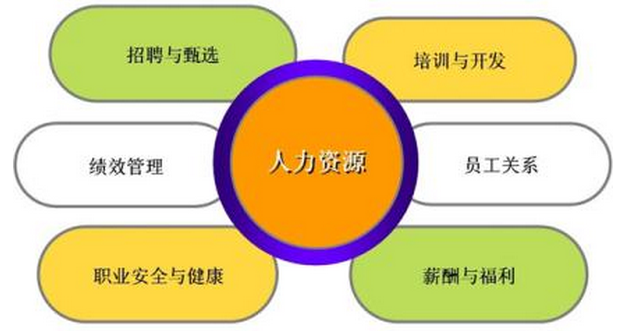 招聘与甄选
培训与开发
人力资源
绩效管理
员工关系
职业安全与健康
薪酬与福利